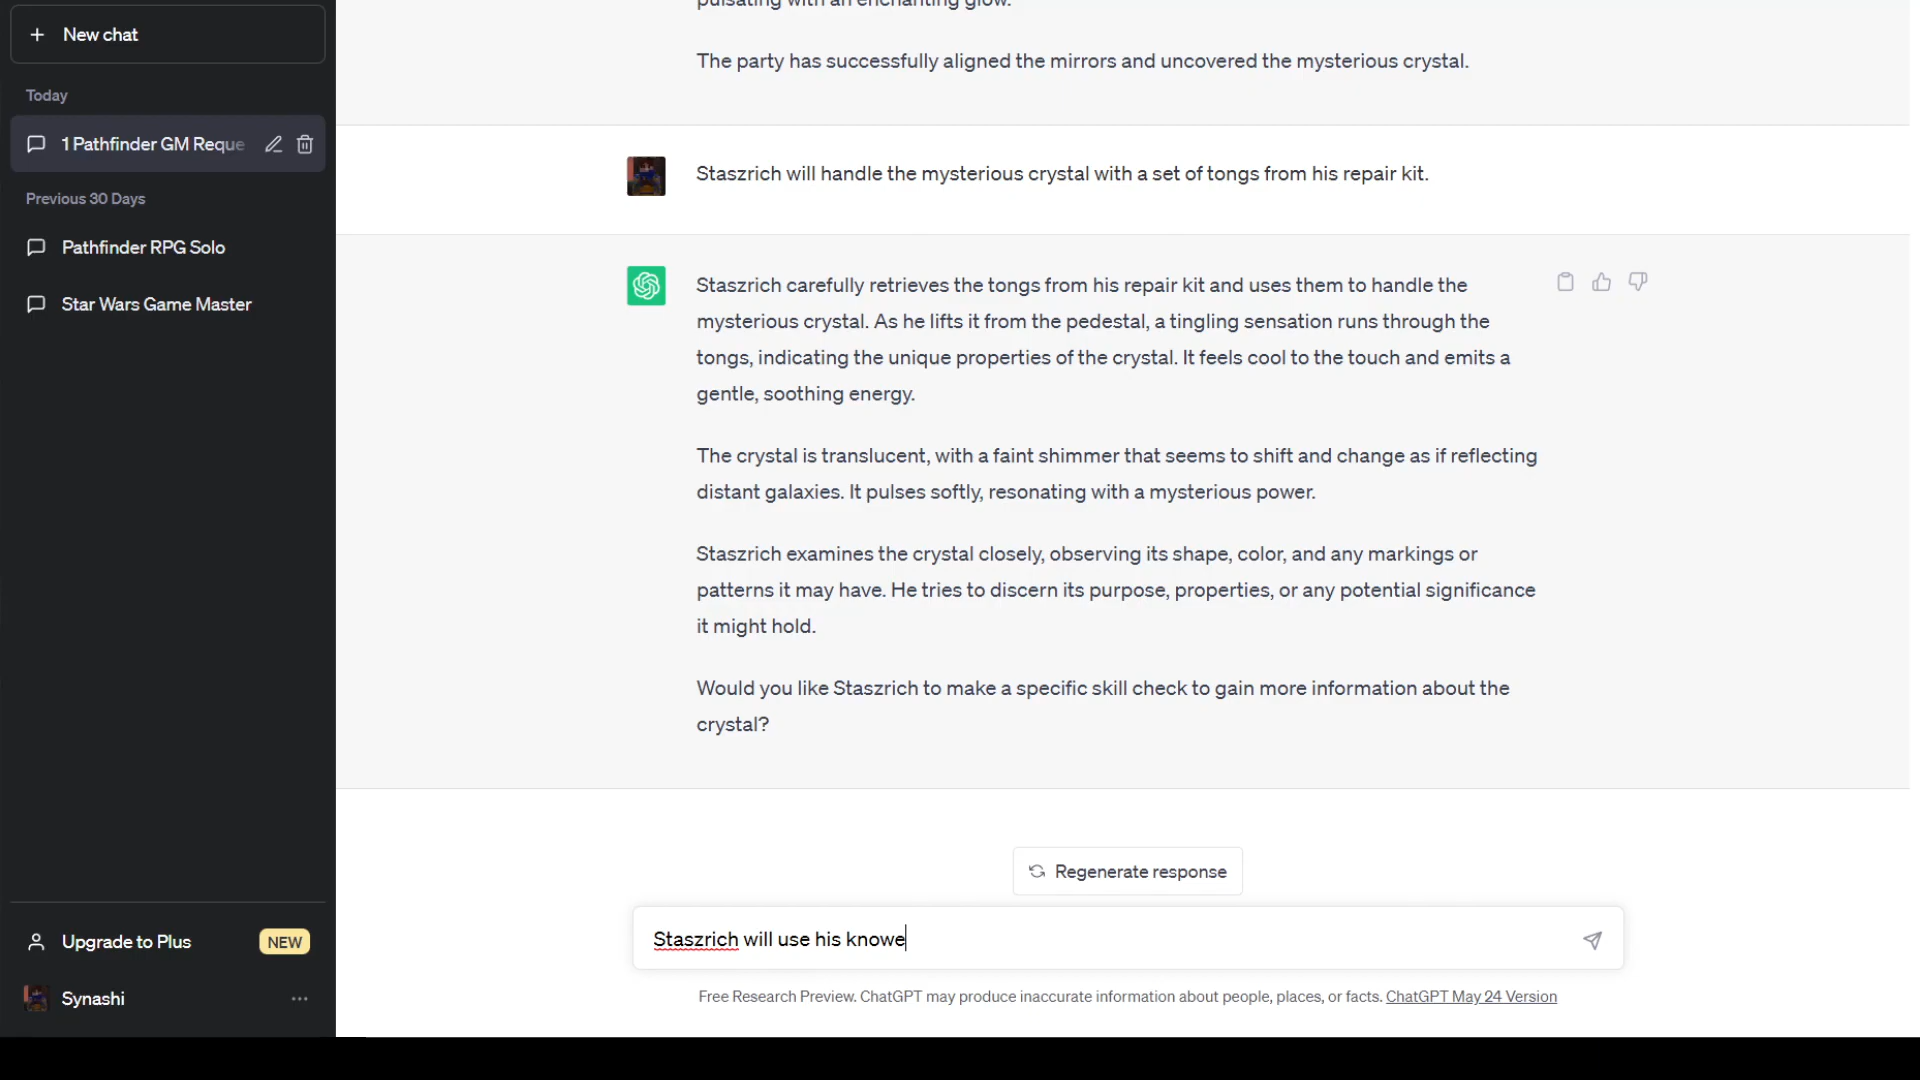 New chat
Today
1 Pathfinder GM Reque
Previous 30 Days
Pathfinder RPG Solo
Star Wars Game Master
Upgrade to Plus NEW
Synashi
pulsating with an enchanting glow.
The party has successfully aligned the mirrors and uncovered the mysterious crystal.
Staszrich will handle the mysterious crystal with a set of tongs from his repair kit.
Staszrich carefully retrieves the tongs from his repair kit and uses them to handle the
mysterious crystal. As he lifts it from the pedestal, a tingling sensation runs through the
tongs, indicating the unique properties of the crystal. It feels cool to the touch and emits a
gentle, soothing energy.
The crystal is translucent, with a faint shimmer that seems to shift and change as if reflecting
distant galaxies. It pulses softly, resonating with a mysterious power.
Staszrich examines the crystal closely, observing its shape, color, and any markings or
patterns it may have. He tries to discern its purpose, properties, or any potential significance
it might hold.
Would you like Staszrich to make a specific skill check to gain more information about the
crystal?
Regenerate response
Staszrich will use his knowe
Free Research Preview. ChatGPT may produce inaccurate information about people, places, or facts. ChatGPT May 24 Version